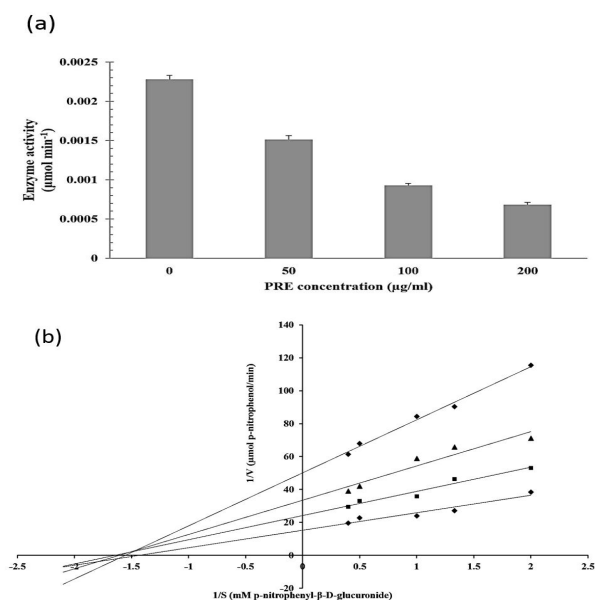 (a)
0.0025
0.002
0.0015
0.001
0.0005
0
Enzyme activity
(µmol min⁻¹)
0 50 100 200
PRE concentration (µg/ml)
(b)
140
120
100
80
60
40
20
0
-20
1/V (µmol p-nitrophenol/min)
-2.5 -2 -1.5 -1 -0.5 0 0.5 1 1.5 2 2.5
1/S (mM p-nitrophenyl-β-D-glucuronide)